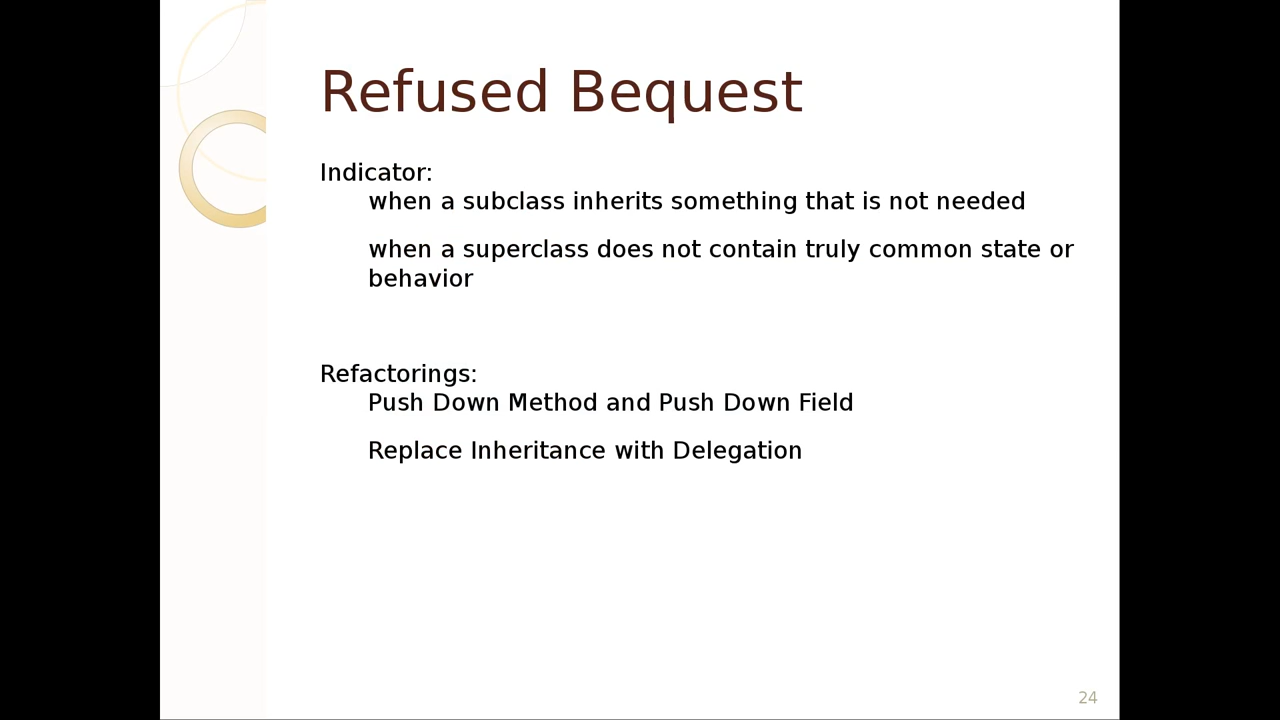 Refused Bequest
Indicator:
when a subclass inherits something that is not needed
when a superclass does not contain truly common state or
behavior
Refactorings:
Push Down Method and Push Down Field
Replace Inheritance with Delegation
24